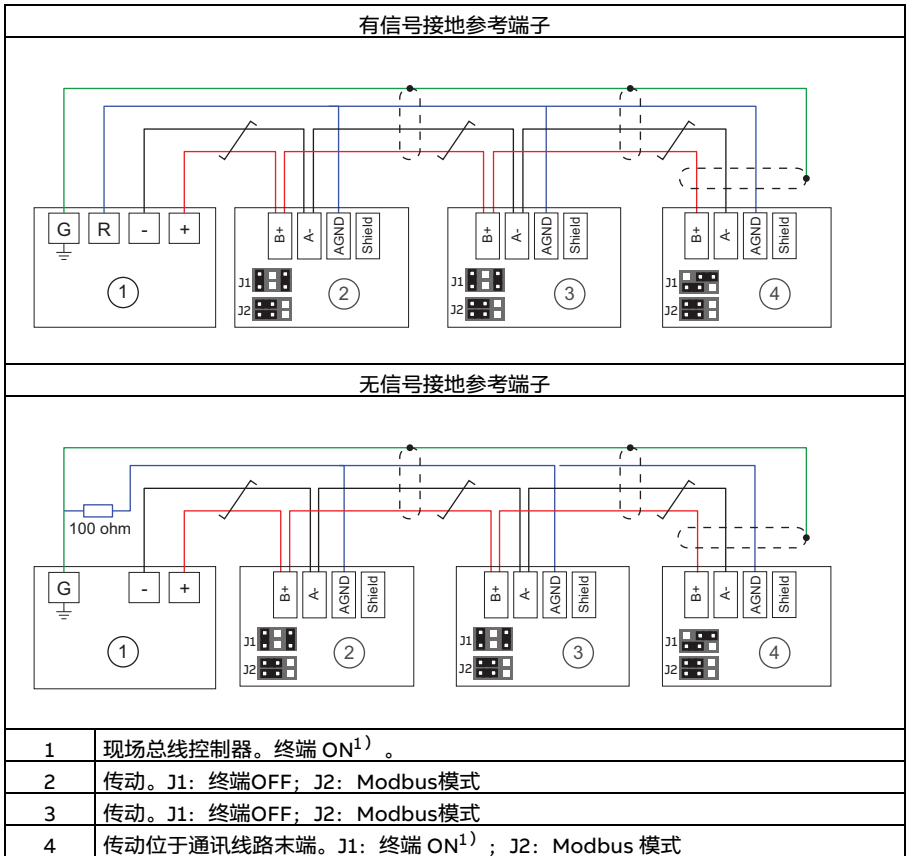 有信号接地参考端子
G R - +
B+ A- AGND Shield
B+ A- AGND Shield
B+ A- AGND Shield
J1
J2
1
2
J1
J2
3
J1
J2
4
无信号接地参考端子
100 ohm
G - +
B+ A- AGND Shield
B+ A- AGND Shield
B+ A- AGND Shield
J1
J2
1
2
J1
J2
3
J1
J2
4
1 现场总线控制器。终端 ON1）。
2 传动。J1：终端OFF；J2：Modbus模式
3 传动。J1：终端OFF；J2：Modbus模式
4 传动位于通讯线路末端。J1：终端 ON1）；J2：Modbus 模式